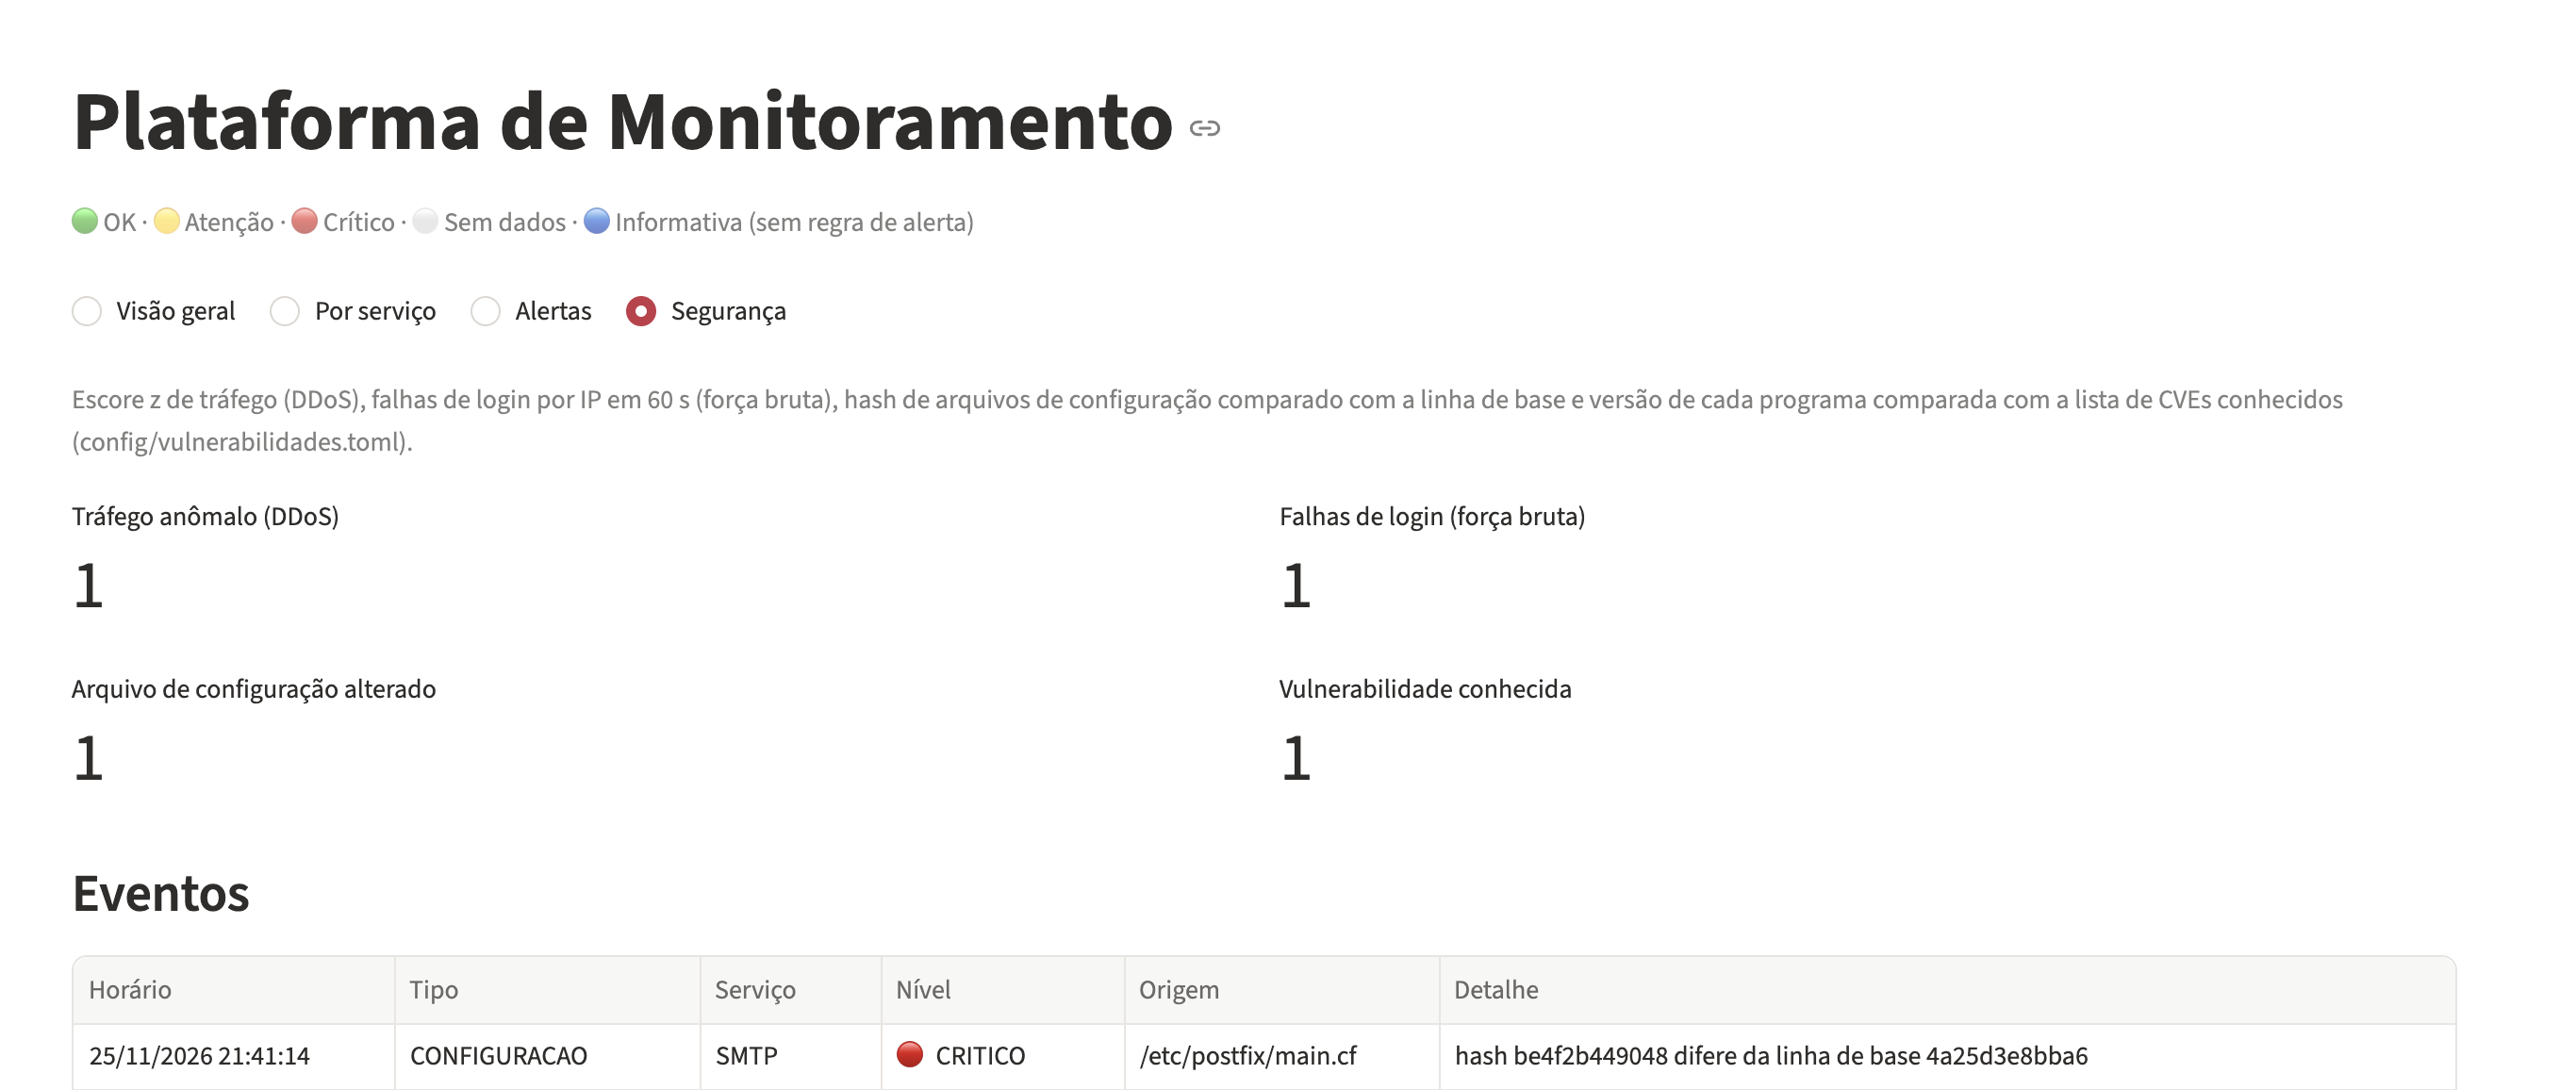 Plataforma de Monitoramento
OK · Atenção · Crítico · Sem dados · Informativa (sem regra de alerta)
Visão geral Por serviço Alertas Segurança
Escore z de tráfego (DDoS), falhas de login por IP em 60 s (força bruta), hash de arquivos de configuração comparado com a linha de base e versão de cada programa comparada com a lista de CVEs conhecidos
(config/vulnerabilidades.toml).
Tráfego anômalo (DDoS) Falhas de login (força bruta)
1 1
Arquivo de configuração alterado Vulnerabilidade conhecida
1 1
Eventos
Horário Tipo Serviço Nível Origem Detalhe
25/11/2026 21:41:14 CONFIGURACAO SMTP CRITICO /etc/postfix/main.cf hash be4f2b449048 difere da linha de base 4a25d3e8bba6